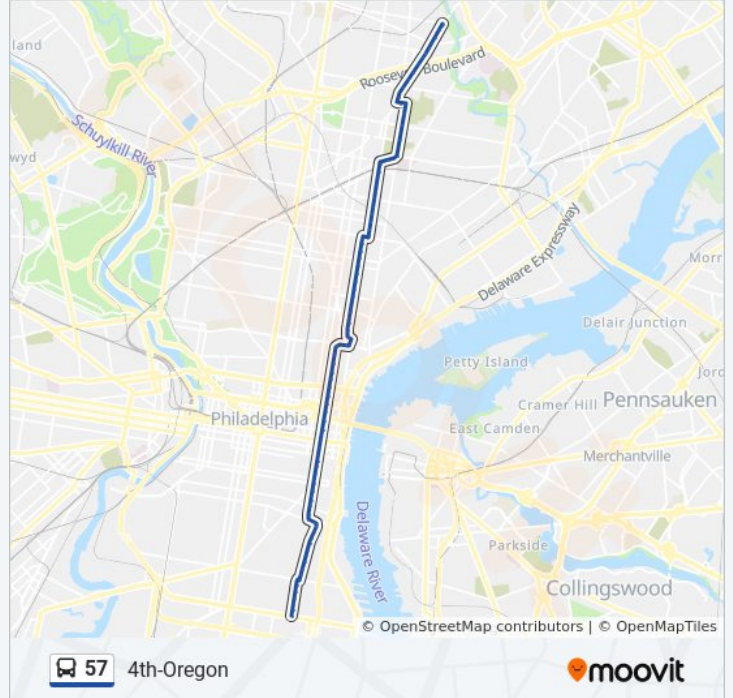 land
Roosevelt Boulevard
Schuylkill River
wyd
Delaware Expressway
Morr
Delair Junction
Petty Island
Jord
Cramer Hill
Pennsauken
Philadelphia
East Camden
Merchantville
Delaware River
Parkside
Collingswood
© OpenStreetMap contributors | © OpenMapTiles
57 4th-Oregon
moovit